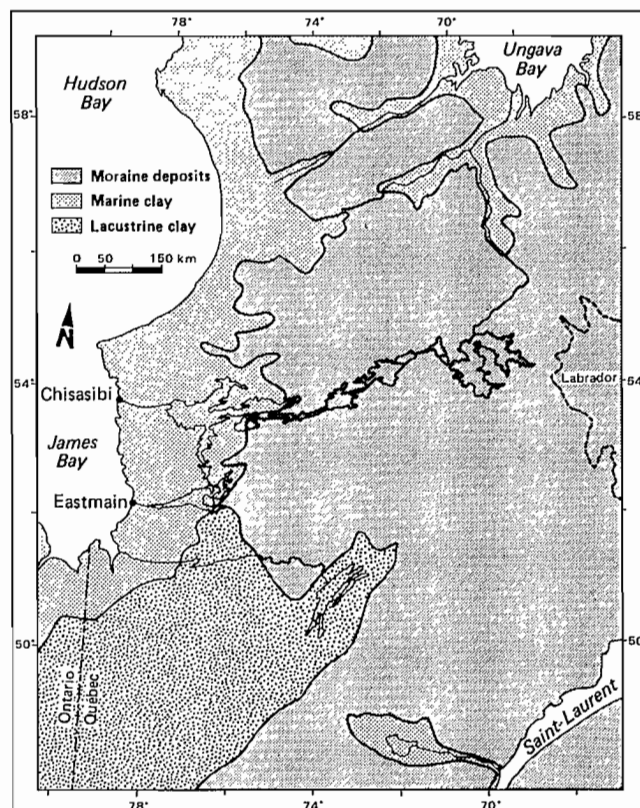 78°
74°
70°
Ungava
Bay
Hudson
Bay
58°
58°
Moraine deposits
Marine clay
Lacustrine clay
0 50 100 150 km
N
54°
54°
Labrador
Chisasibi
James
Bay
Eastmain
50°
50°
Ontario
Québec
Saint-Laurent
78°
74°
70°